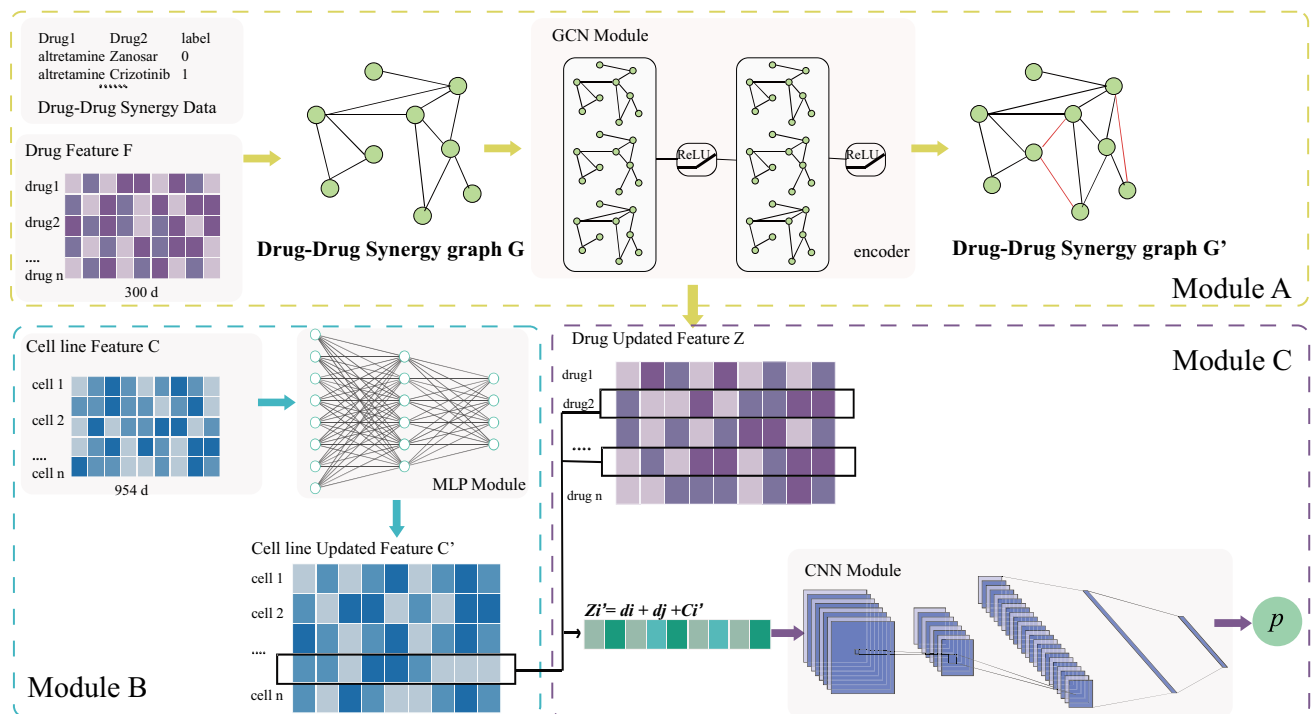 Drug1 Drug2 label
altretamine Zanosar 0
altretamine Crizotinib 1
......
Drug-Drug Synergy Data
Drug Feature F
drug1
drug2
....
drug n
300 d
Drug-Drug Synergy graph G
GCN Module
ReLU
ReLU
encoder
Drug-Drug Synergy graph G’
Module A
Cell line Feature C
cell 1
cell 2
....
cell n
954 d
MLP Module
Cell line Updated Feature C’
cell 1
cell 2
....
cell n
Module B
Drug Updated Feature Z
drug1
drug2
....
drug n
Module C
Zi’= di + dj +Ci’
CNN Module
p